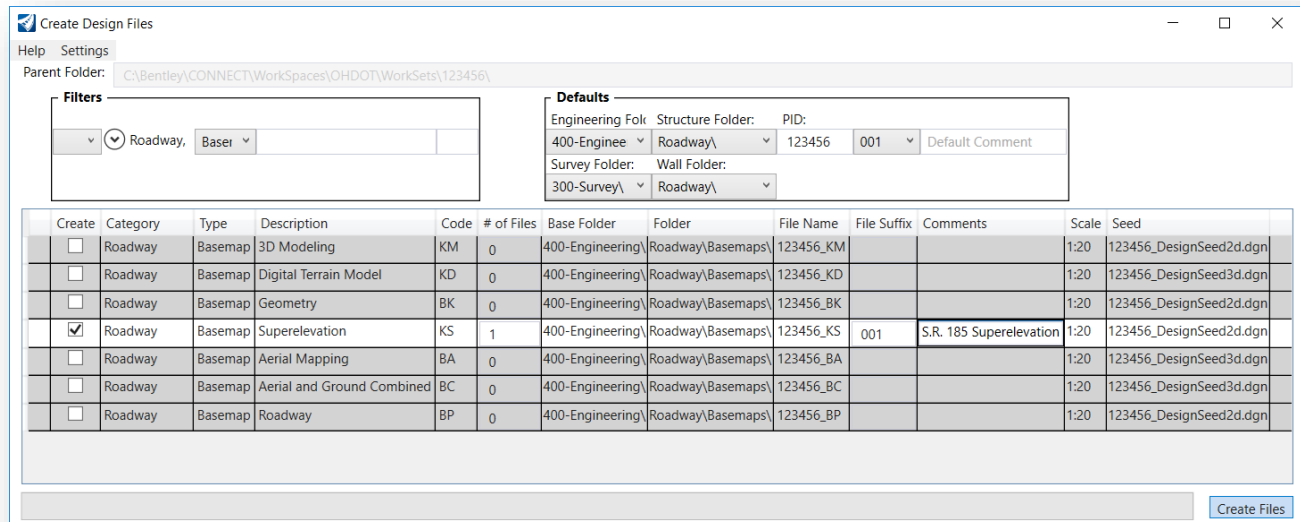 Create Design Files
Help Settings
Parent Folder: C:\Bentley\CONNECT\WorkSpaces\OHDOT\WorkSets\123456\
Filters
Roadway, Baser
Defaults
Engineering Folc Structure Folder: PID:
400-Enginee Roadway\ 123456 001 Default Comment
Survey Folder: Wall Folder:
300-Survey\ Roadway\
Create Category Type Description Code # of Files Base Folder Folder File Name File Suffix Comments Scale Seed
Roadway Basemap 3D Modeling KM 0 400-Engineering\ Roadway\Basemaps\ 123456_KM 1:20 123456_DesignSeed2d.dgn
Roadway Basemap Digital Terrain Model KD 0 400-Engineering\ Roadway\Basemaps\ 123456_KD 1:20 123456_DesignSeed3d.dgn
Roadway Basemap Geometry BK 0 400-Engineering\ Roadway\Basemaps\ 123456_BK 1:20 123456_DesignSeed2d.dgn
Roadway Basemap Superelevation KS 1 400-Engineering\ Roadway\Basemaps\ 123456_KS 001 S.R. 185 Superelevation 1:20 123456_DesignSeed2d.dgn
Roadway Basemap Aerial Mapping BA 0 400-Engineering\ Roadway\Basemaps\ 123456_BA 1:20 123456_DesignSeed3d.dgn
Roadway Basemap Aerial and Ground Combined BC 0 400-Engineering\ Roadway\Basemaps\ 123456_BC 1:20 123456_DesignSeed3d.dgn
Roadway Basemap Roadway BP 0 400-Engineering\ Roadway\Basemaps\ 123456_BP 1:20 123456_DesignSeed2d.dgn
Create Files